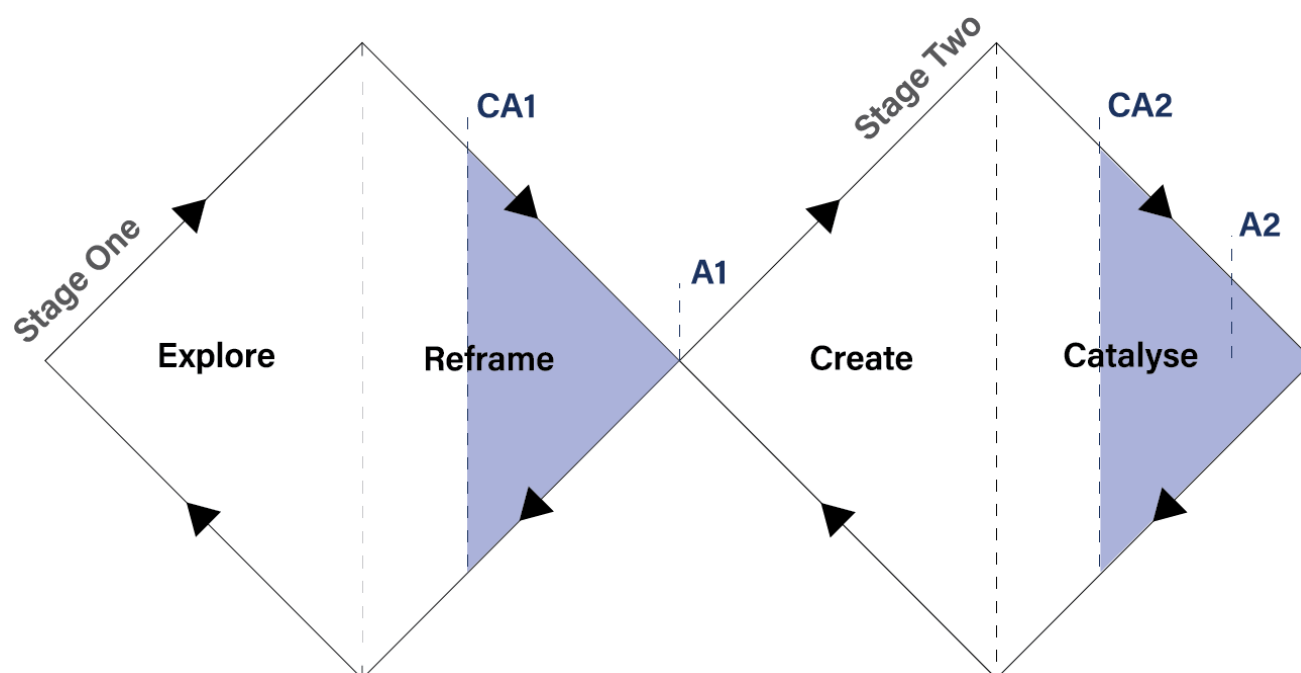 Stage One
Explore
CA1
Reframe
A1
Stage Two
Create
CA2
Catalyse
A2